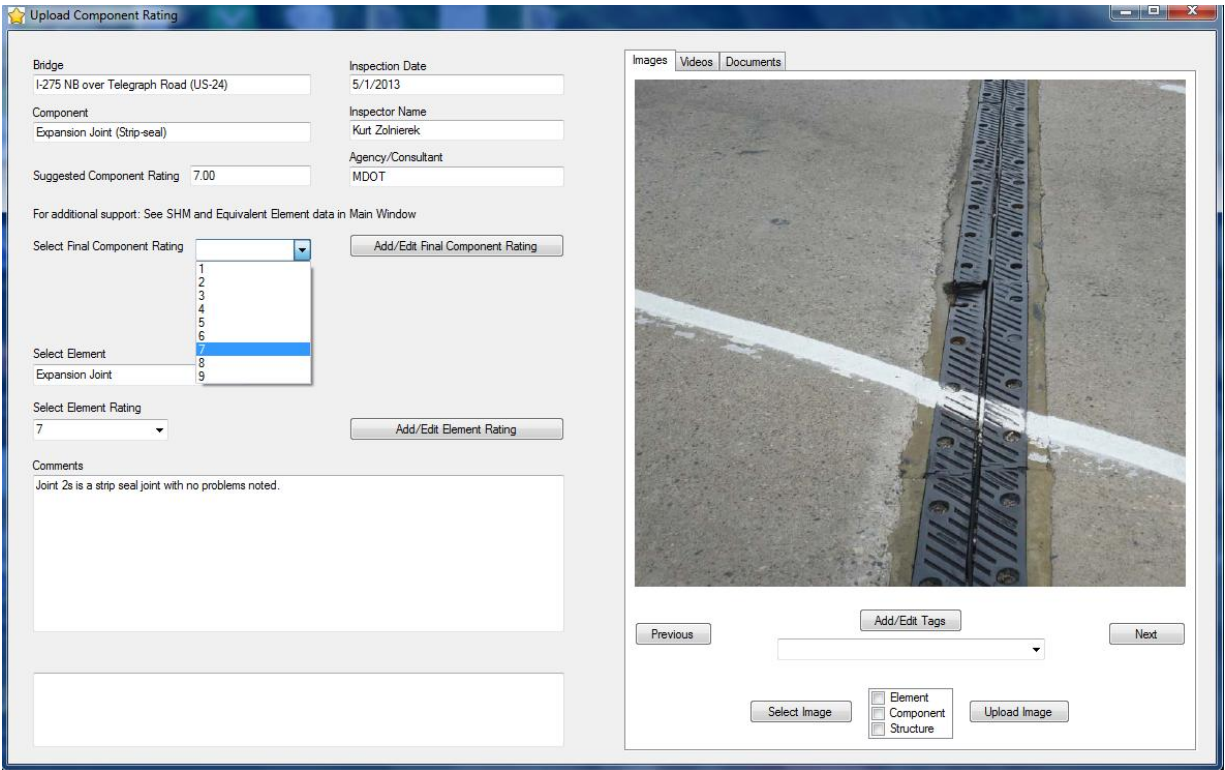 Upload Component Rating
Bridge
I-275 NB over Telegraph Road (US-24)
Inspection Date
5/1/2013
Component
Expansion Joint (Strip-seal)
Inspector Name
Kurt Zolnierek
Agency/Consultant
MDOT
Suggested Component Rating 7.00
For additional support: See SHM and Equivalent Element data in Main Window
Select Final Component Rating
Add/Edit Final Component Rating
1
2
3
4
5
6
7
8
9
Select Element
Expansion Joint
Select Element Rating
7
Add/Edit Element Rating
Comments
Joint 2s is a strip seal joint with no problems noted.
Images Videos Documents
Add/Edit Tags
Previous
Next
Select Image
Element
Component
Structure
Upload Image